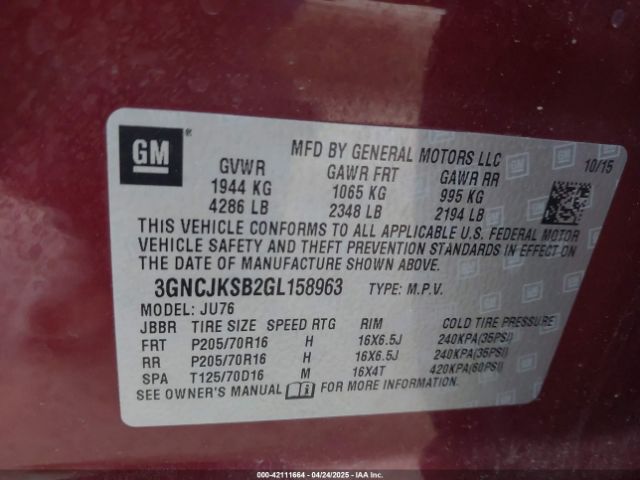 GM ®
MFD BY GENERAL MOTORS LLC 10/15
GVWR GAWR FRT GAWR RR
1944 KG 1065 KG 995 KG
4286 LB 2348 LB 2194 LB
THIS VEHICLE CONFORMS TO ALL APPLICABLE U.S. FEDERAL MOTOR
VEHICLE SAFETY AND THEFT PREVENTION STANDARDS IN EFFECT ON
THE DATE OF MANUFACTURE SHOWN ABOVE.
3GNCJKSB2GL158963 TYPE: M.P.V.
MODEL: JU76
JBBR TIRE SIZE SPEED RTG RIM COLD TIRE PRESSURE
FRT P205/70R16 H 16X6.5J 240KPA(35PSI)
RR P205/70R16 H 16X6.5J 240KPA(35PSI)
SPA T125/70D16 M 16X4T 420KPA(60PSI)
SEE OWNER'S MANUAL FOR MORE INFORMATION.
000-42111664 - 04/24/2025 - IAAI.com